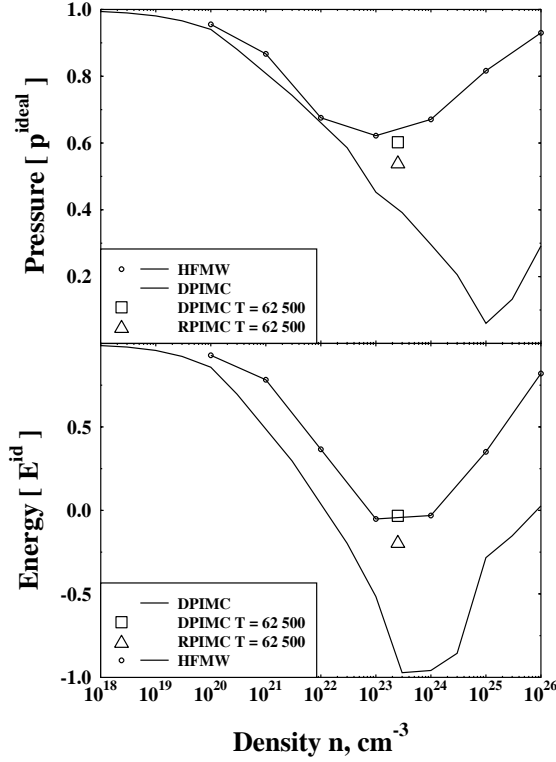 1.0
0.8
0.6
0.4
0.2
Pressure [ p^ideal ]
HFMW
DPIMC
DPIMC T = 62 500
RPIMC T = 62 500
0.5
0.0
-0.5
-1.0
Energy [ E^id ]
DPIMC
DPIMC T = 62 500
RPIMC T = 62 500
HFMW
10^18 10^19 10^20 10^21 10^22 10^23 10^24 10^25 10^26
Density n, cm^-3